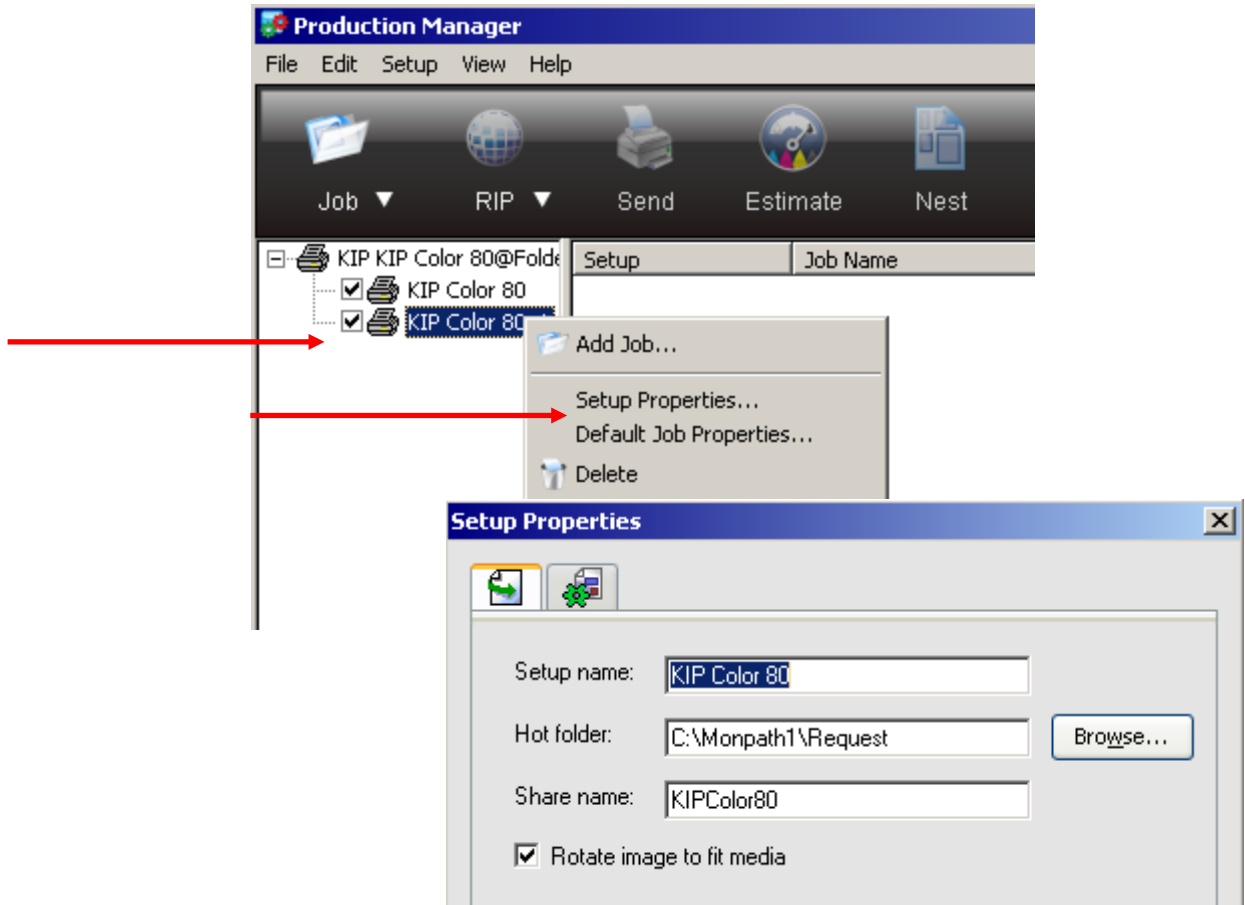 Production Manager
File Edit Setup View Help
Job RIP Send Estimate Nest
KIP KIP Color 80@Folde Setup Job Name
KIP Color 80
KIP Color 80
Add Job...
Setup Properties...
Default Job Properties...
Delete
Setup Properties
Setup name: KIP Color 80
Hot folder: C:\Monpath1\Request Browse...
Share name: KIPColor80
Rotate image to fit media